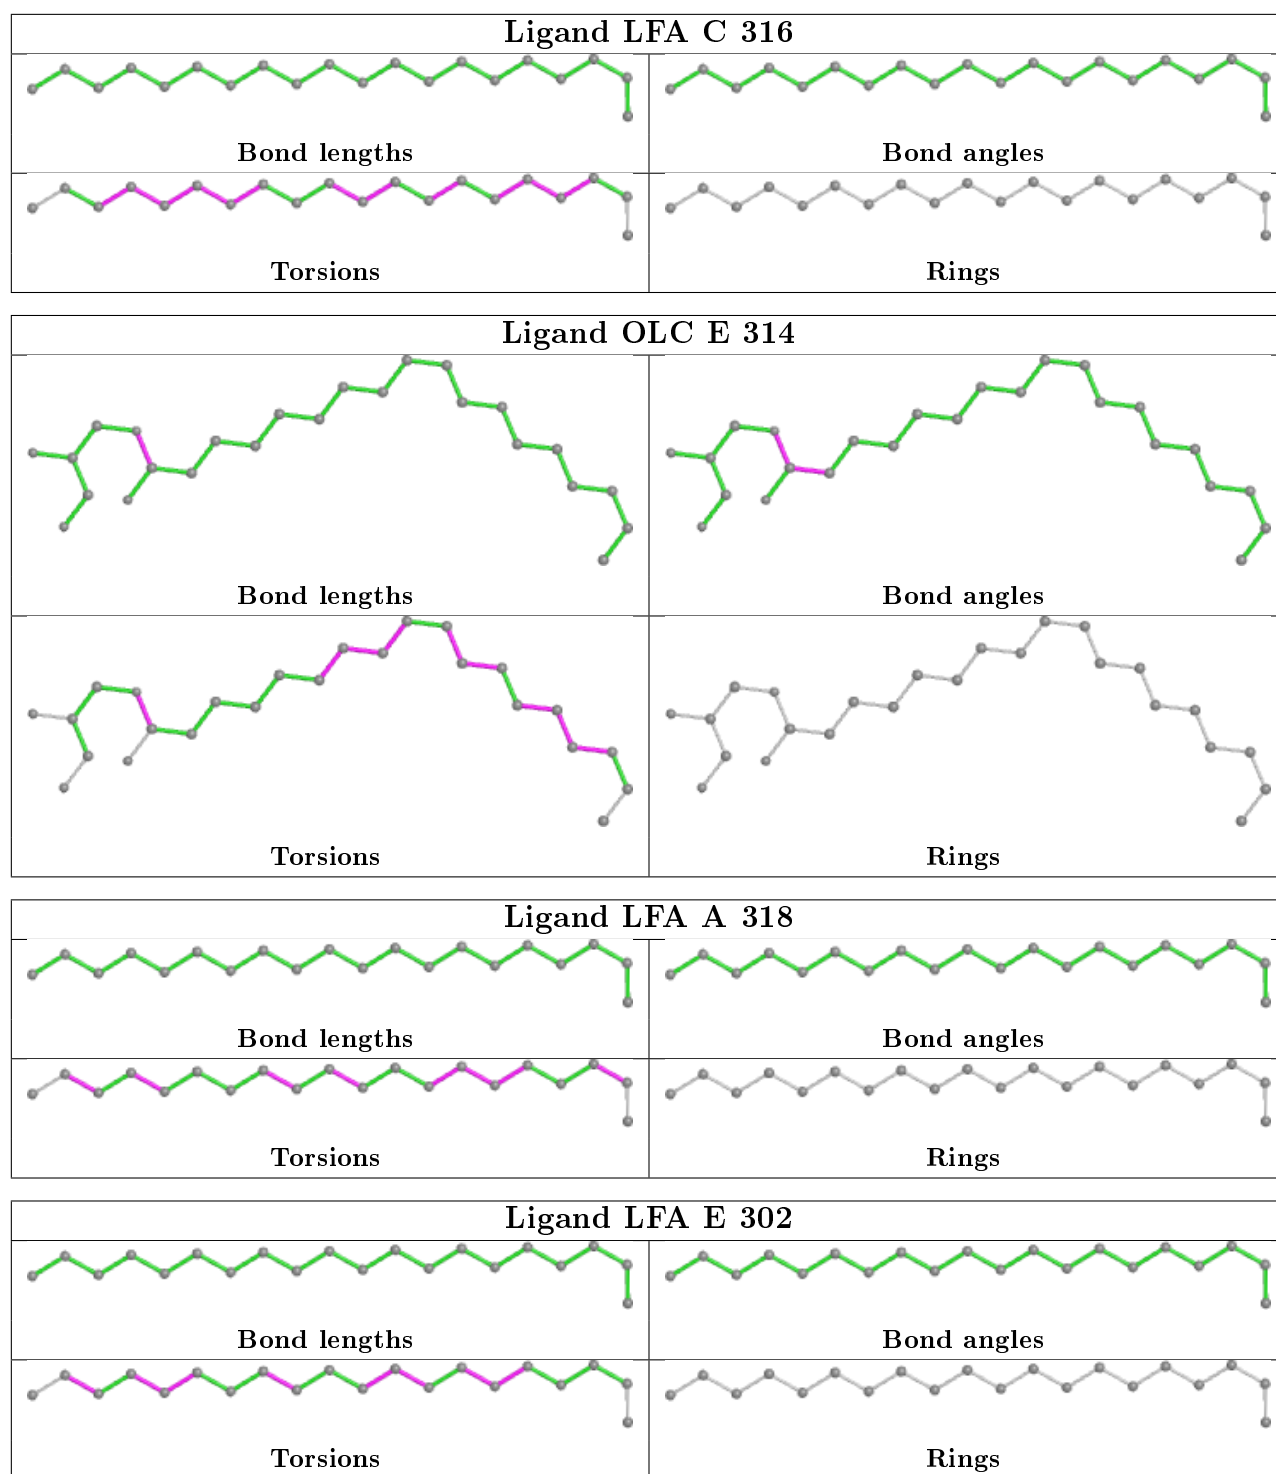 Ligand LFA C 316
Bond lengths
Bond angles
Torsions
Rings
Ligand OLC E 314
Bond lengths
Bond angles
Torsions
Rings
Ligand LFA A 318
Bond lengths
Bond angles
Torsions
Rings
Ligand LFA E 302
Bond lengths
Bond angles
Torsions
Rings